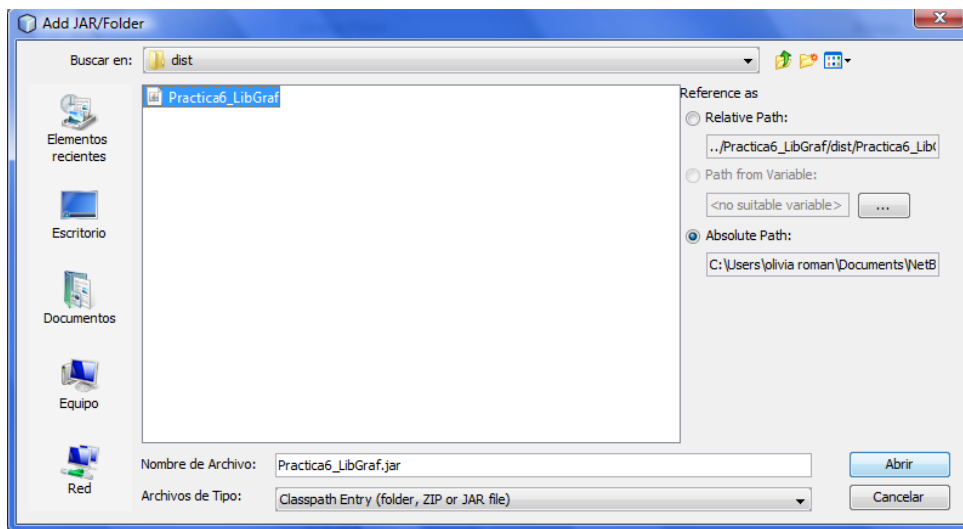 Add JAR/Folder
Buscar en:
dist
Practica6_LibGraf
Elementos
recientes
Escritorio
Documentos
Equipo
Red
Reference as
Relative Path:
../Practica6_LibGraf/dist/Practica6_Lib
Path from Variable:
<no suitable variable>
...
Absolute Path:
C:\Users\olivia roman\Documents\NetB
Nombre de Archivo:
Practica6_LibGraf.jar
Abrir
Archivos de Tipo:
Classpath Entry (folder, ZIP or JAR file)
Cancelar